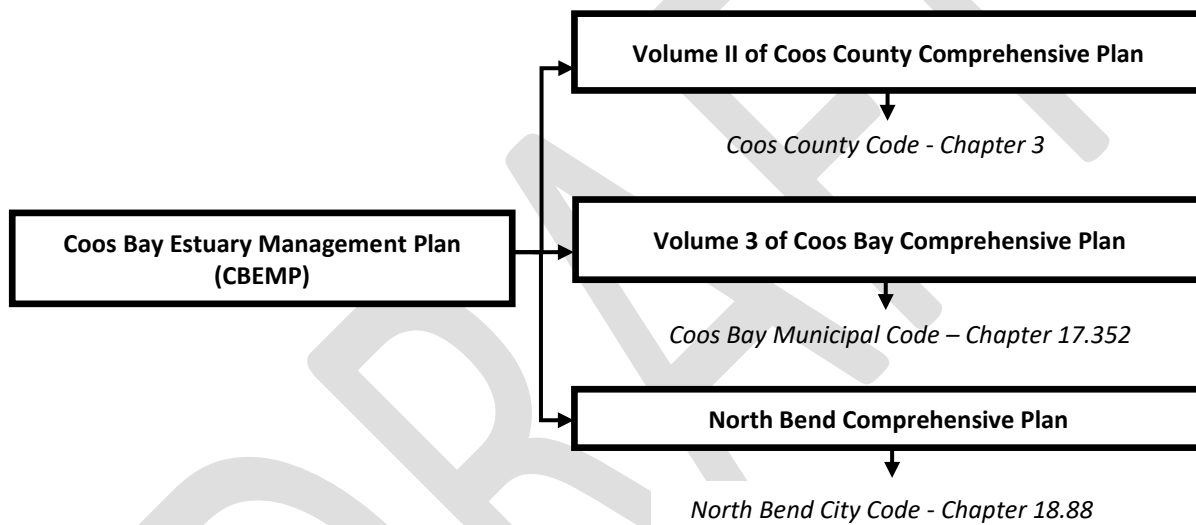 Volume II of Coos County Comprehensive Plan
Coos County Code - Chapter 3
Coos Bay Estuary Management Plan
(CBEMP)
Volume 3 of Coos Bay Comprehensive Plan
Coos Bay Municipal Code – Chapter 17.352
North Bend Comprehensive Plan
North Bend City Code - Chapter 18.88
DRAFT